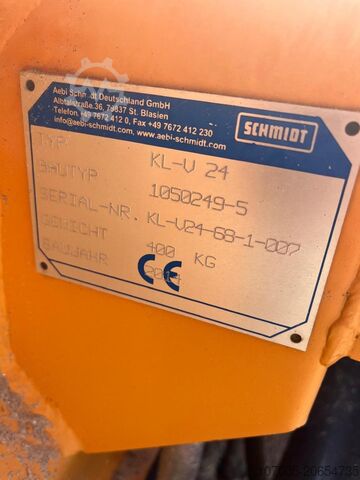 Aebi Schmidt Deutschland GmbH
Albtalstraße.36, 79837 St. Blasien
Telefon +49 7672 412 0, Fax +49 7672 412 230
info@aebi-schmidt.com, www.aebi-schmidt.com
SCHMIDT
TYP KL-V 24
BAUTYP 1050249-5
SERIAL-NR. KL-V24-68-1-007
GEWICHT 400 KG
BAUJAHR
CE